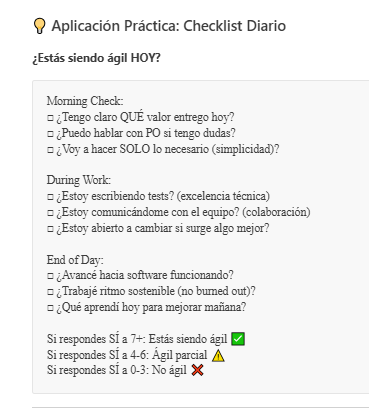 💡 Aplicación Práctica: Checklist Diario
¿Estás siendo ágil HOY?
Morning Check:
□ ¿Tengo claro QUÉ valor entrego hoy?
□ ¿Puedo hablar con PO si tengo dudas?
□ ¿Voy a hacer SOLO lo necesario (simplicidad)?
During Work:
□ ¿Estoy escribiendo tests? (excelencia técnica)
□ ¿Estoy comunicándome con el equipo? (colaboración)
□ ¿Estoy abierto a cambiar si surge algo mejor?
End of Day:
□ ¿Avancé hacia software funcionando?
□ ¿Trabajé ritmo sostenible (no burned out)?
□ ¿Qué aprendí hoy para mejorar mañana?
Si respondes SÍ a 7+: Estás siendo ágil ✅
Si respondes SÍ a 4-6: Ágil parcial ⚠️
Si respondes SÍ a 0-3: No ágil ❌